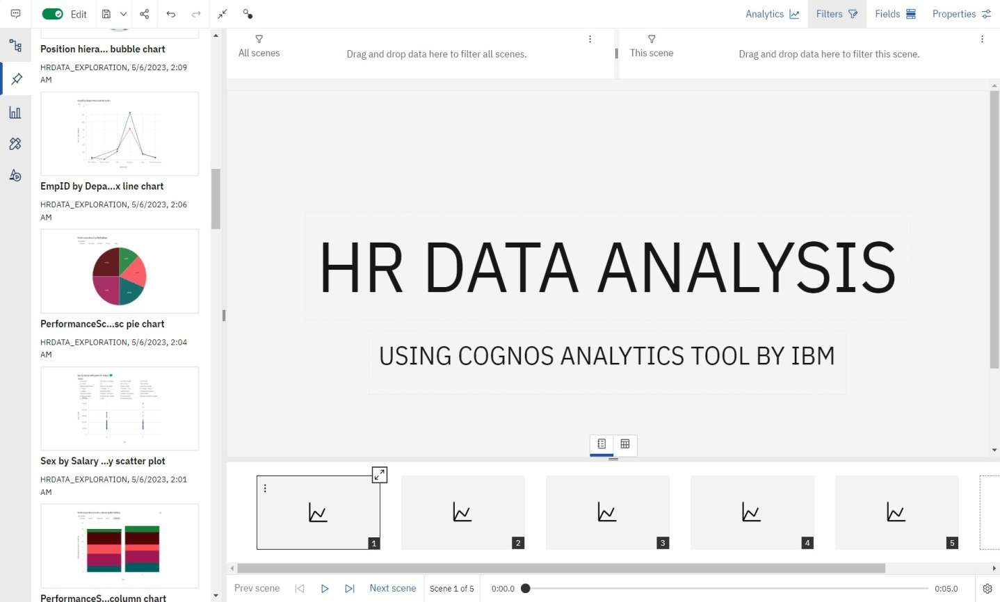 Edit
Analytics
Filters
Fields
Properties
Position hiera... bubble chart
HRDATA_EXPLORATION, 5/6/2023, 2:09
AM
EmpID by Depa...x line chart
HRDATA_EXPLORATION, 5/6/2023, 2:06
AM
PerformanceSc...sc pie chart
HRDATA_EXPLORATION, 5/6/2023, 2:04
AM
Sex by Salary ...y scatter plot
HRDATA_EXPLORATION, 5/6/2023, 2:01
AM
PerformanceS...column chart
All scenes
Drag and drop data here to filter all scenes.
This scene
Drag and drop data here to filter this scene.
HR DATA ANALYSIS
USING COGNOS ANALYTICS TOOL BY IBM
1
2
3
4
5
Prev scene
Next scene
Scene 1 of 5
0:00.0
0:05.0